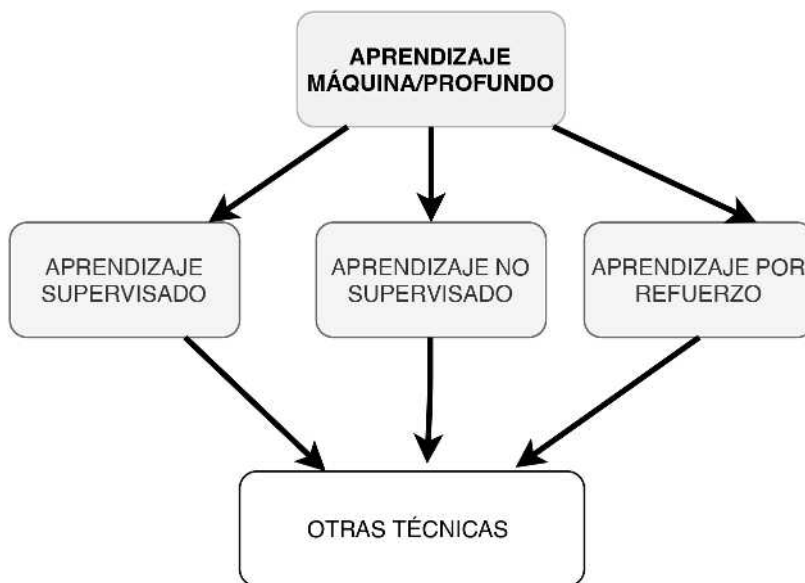 APRENDIZAJE
MÁQUINA/PROFUNDO
APRENDIZAJE
SUPERVISADO
APRENDIZAJE NO
SUPERVISADO
APRENDIZAJE POR
REFUERZO
OTRAS TÉCNICAS